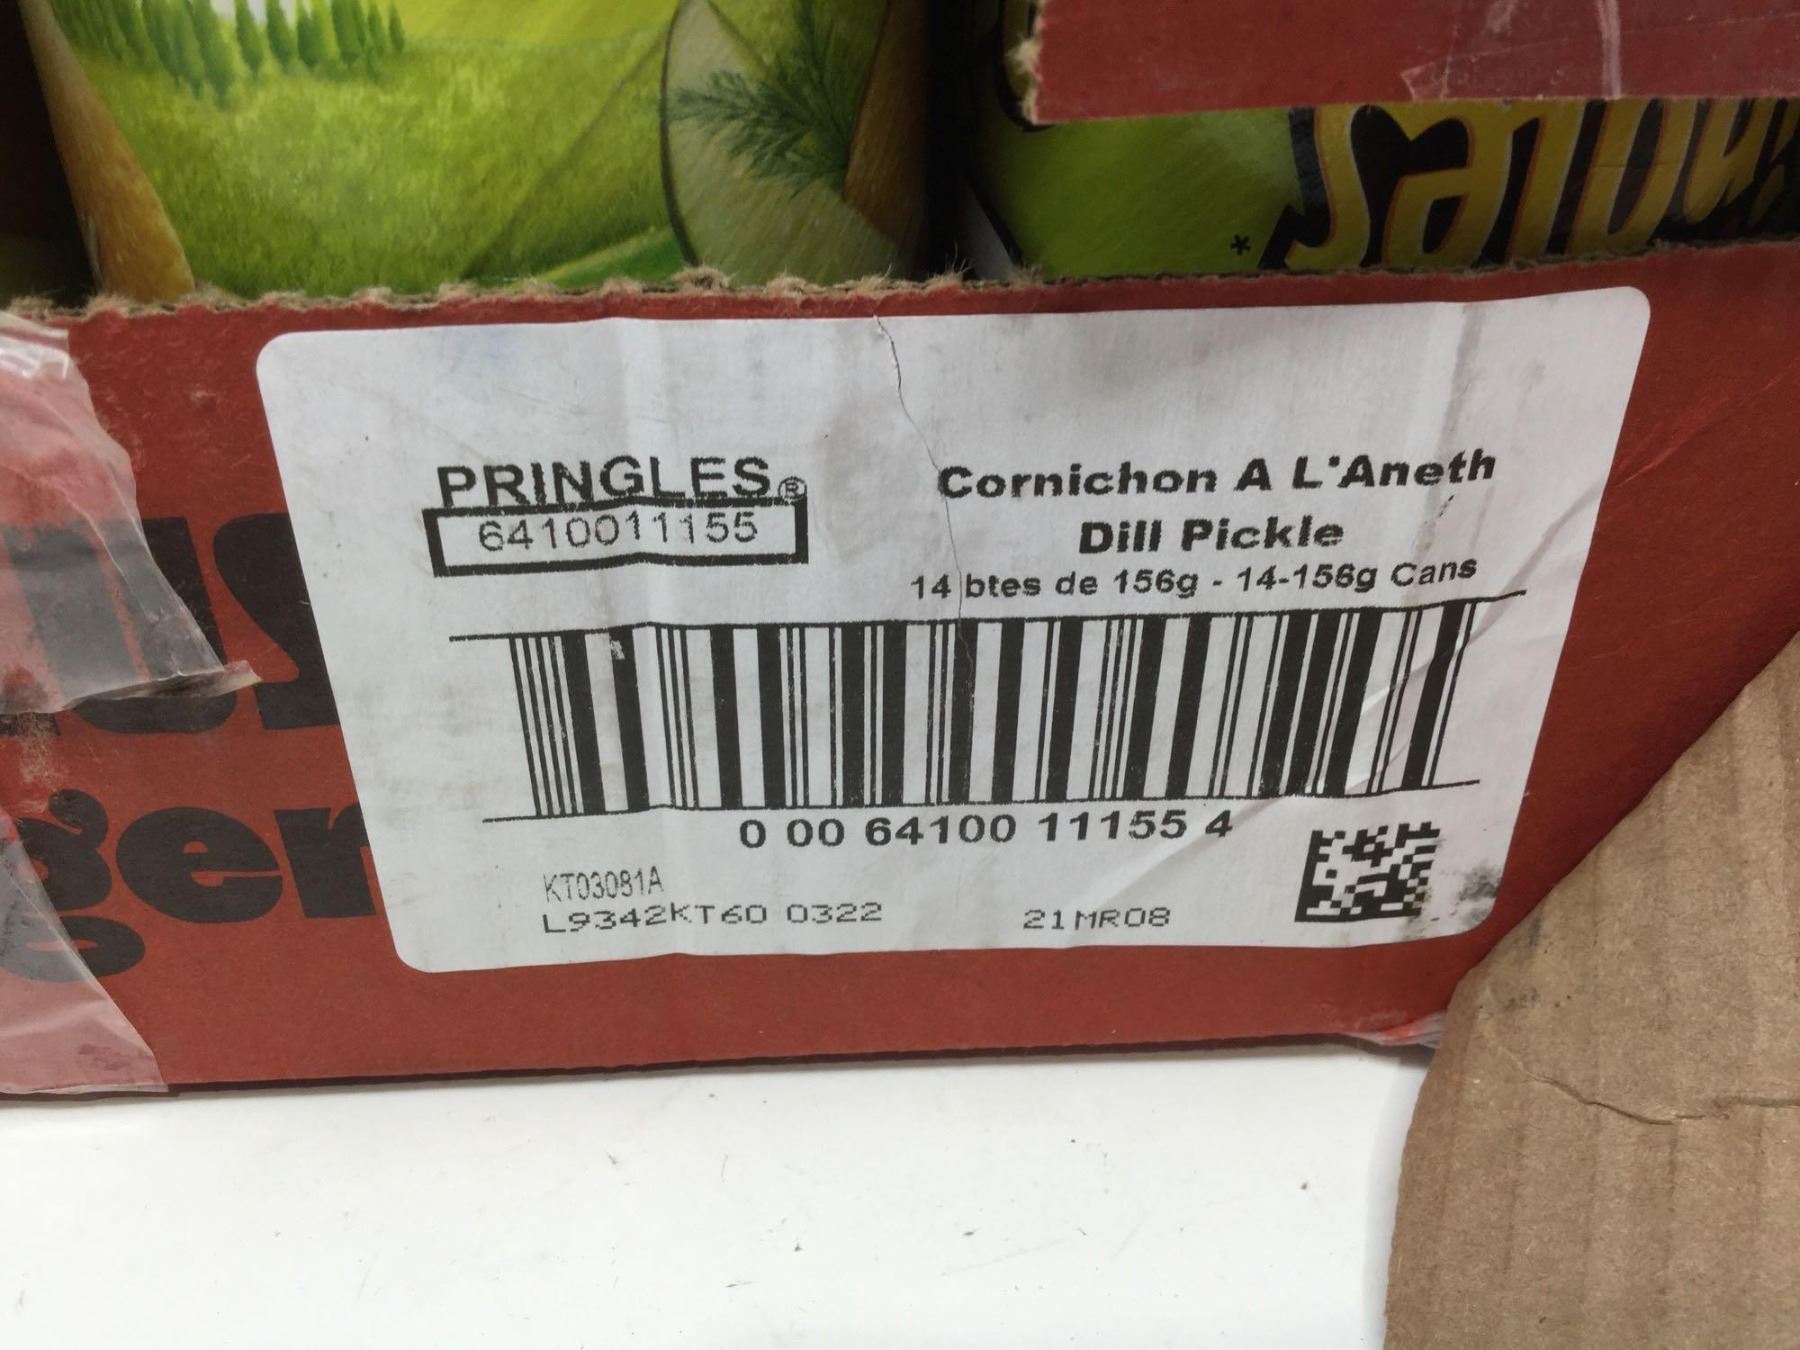 PRINGLES®
6410011155
Cornichon A L'Aneth
Dill Pickle
14 btes de 156g - 14-156g Cans
0 00 64100 11155 4
KT03081A
L9342KT60 0322
21MR08